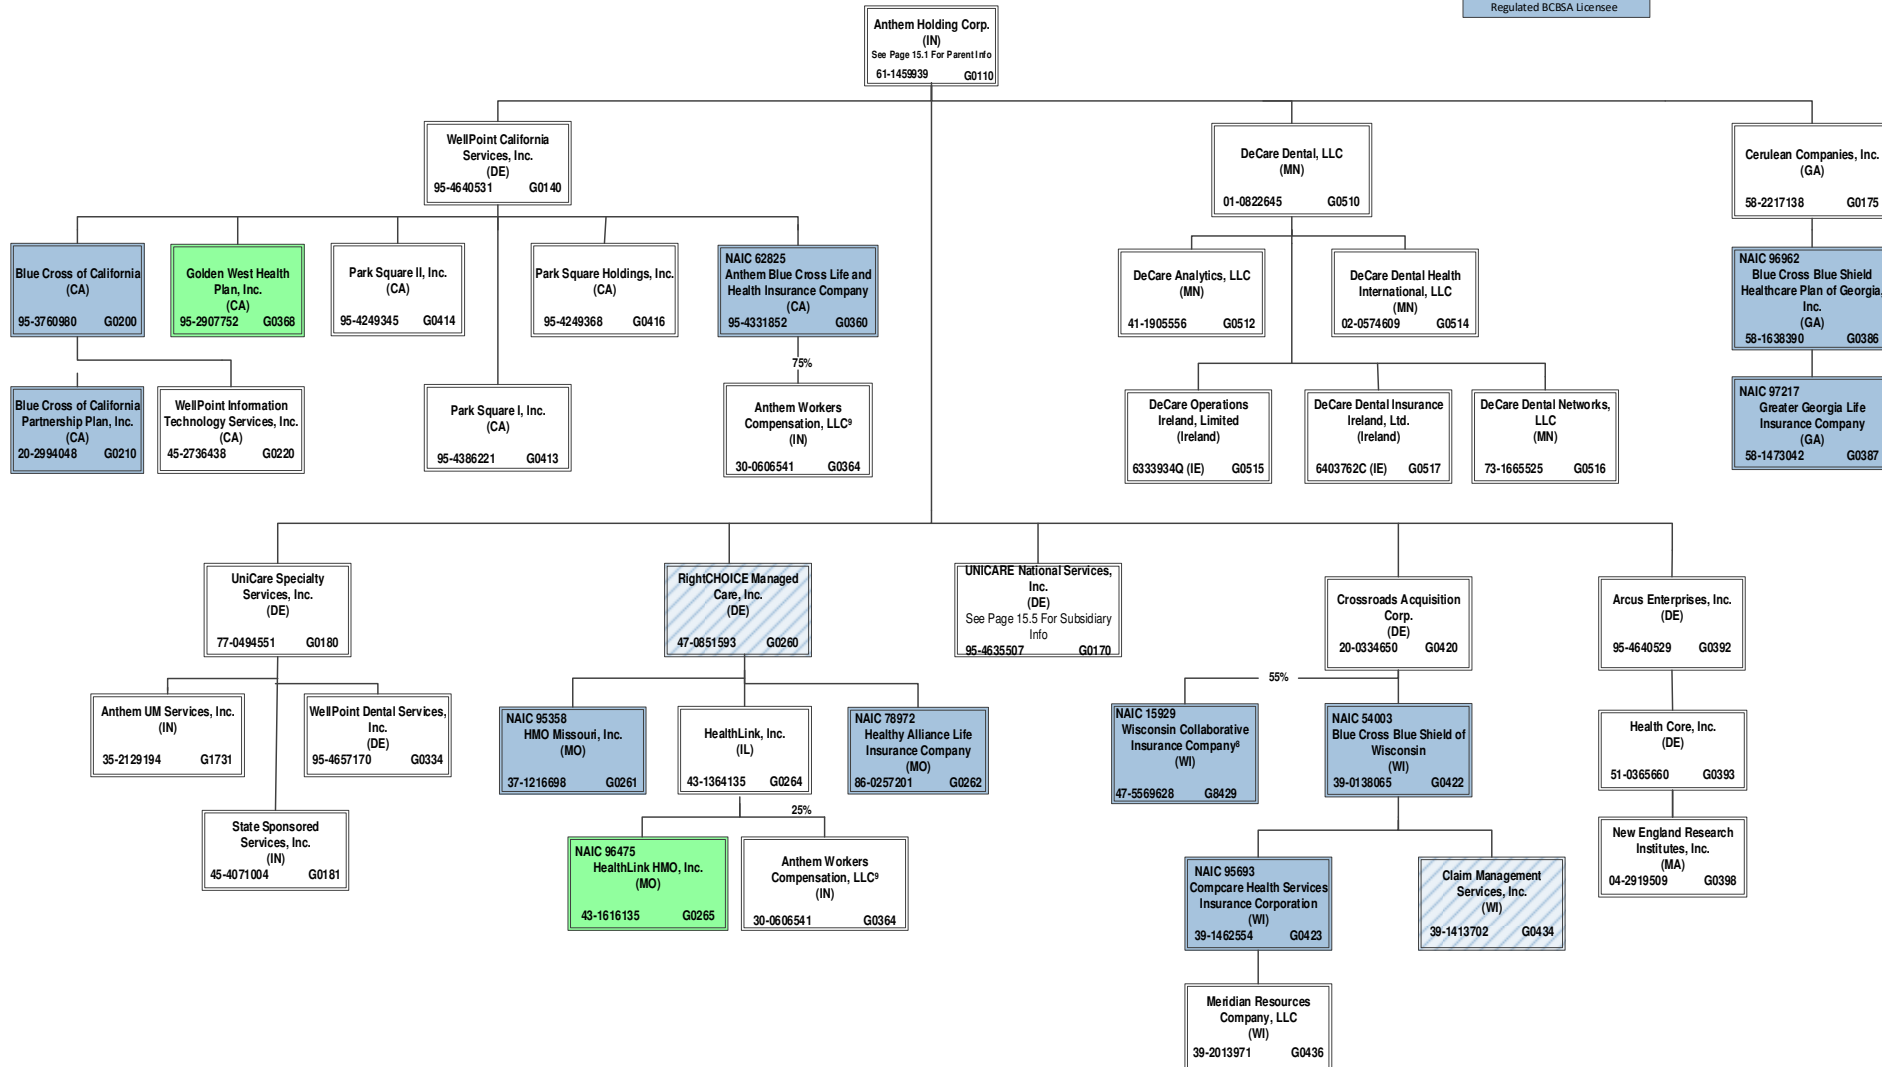 Regulated BCBSA Licensee
Anthem Holding Corp.
(IN)
See Page 15.1 For Parent Info
61-1459939 G0110
WellPoint California
Services, Inc.
(DE)
95-4640531 G0140
DeCare Dental, LLC
(MN)
01-0822645 G0510
Cerulean Companies, Inc.
(GA)
58-2217138 G0175
Blue Cross of California
(CA)
95-3760980 G0200
Golden West Health
Plan, Inc.
(CA)
95-2907752 G0368
Park Square II, Inc.
(CA)
95-4249345 G0414
Park Square Holdings, Inc.
(CA)
95-4249368 G0416
NAIC 62825
Anthem Blue Cross Life and
Health Insurance Company
(CA)
95-4331852 G0360
DeCare Analytics, LLC
(MN)
41-1905556 G0512
DeCare Dental Health
International, LLC
(MN)
02-0574609 G0514
NAIC 96962
Blue Cross Blue Shield
Healthcare Plan of Georgia,
Inc.
(GA)
58-1638390 G0386
75%
Blue Cross of California
Partnership Plan, Inc.
(CA)
20-2994048 G0210
WellPoint Information
Technology Services, Inc.
(CA)
45-2736438 G0220
Park Square I, Inc.
(CA)
95-4386221 G0413
Anthem Workers
Compensation, LLC⁹
(IN)
30-0606541 G0364
DeCare Operations
Ireland, Limited
(Ireland)
6333934Q (IE) G0515
DeCare Dental Insurance
Ireland, Ltd.
(Ireland)
6403762C (IE) G0517
DeCare Dental Networks,
LLC
(MN)
73-1665525 G0516
NAIC 97217
Greater Georgia Life
Insurance Company
(GA)
58-1473042 G0387
UniCare Specialty
Services, Inc.
(DE)
77-0494551 G0180
RightCHOICE Managed
Care, Inc.
(DE)
47-0851593 G0260
UNICARE National Services,
Inc.
(DE)
See Page 15.5 For Subsidiary
Info
95-4635507 G0170
Crossroads Acquisition
Corp.
(DE)
20-0334650 G0420
Arcus Enterprises, Inc.
(DE)
95-4640529 G0392
55%
Anthem UM Services, Inc.
(IN)
35-2129194 G1731
WellPoint Dental Services,
Inc.
(DE)
95-4657170 G0334
NAIC 95358
HMO Missouri, Inc.
(MO)
37-1216698 G0261
HealthLink, Inc.
(IL)
43-1364135 G0264
NAIC 78972
Healthy Alliance Life
Insurance Company
(MO)
86-0257201 G0262
NAIC 15929
Wisconsin Collaborative
Insurance Company⁸
(WI)
47-5569628 G8429
NAIC 54003
Blue Cross Blue Shield of
Wisconsin
(WI)
39-0138065 G0422
Health Core, Inc.
(DE)
51-0365660 G0393
25%
State Sponsored
Services, Inc.
(IN)
45-4071004 G0181
NAIC 96475
HealthLink HMO, Inc.
(MO)
43-1616135 G0265
Anthem Workers
Compensation, LLC⁹
(IN)
30-0606541 G0364
NAIC 95693
Compcare Health Services
Insurance Corporation
(WI)
39-1462554 G0423
Claim Management
Services, Inc.
(WI)
39-1413702 G0434
New England Research
Institutes, Inc.
(MA)
04-2919509 G0398
Meridian Resources
Company, LLC
(WI)
39-2013971 G0436